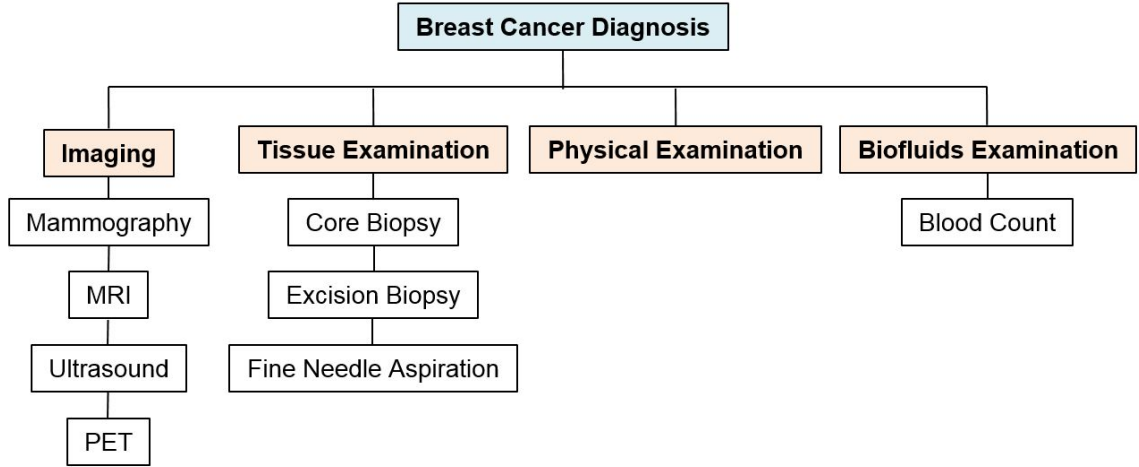 Breast Cancer Diagnosis
Imaging
Tissue Examination
Physical Examination
Biofluids Examination
Mammography
Core Biopsy
Blood Count
MRI
Excision Biopsy
Ultrasound
Fine Needle Aspiration
PET